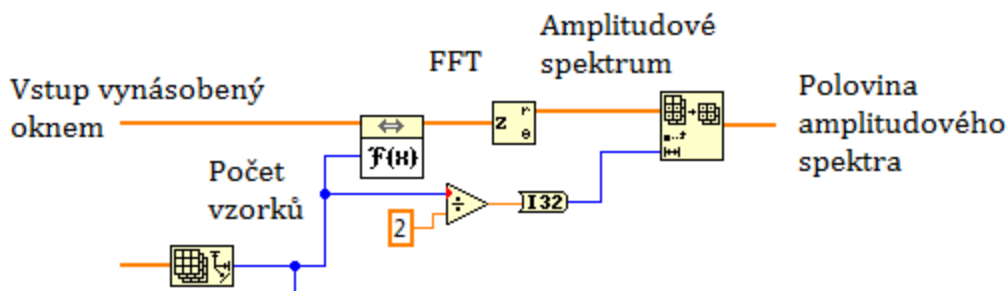 Amplitudové
spektrum
FFT
Vstup vynásobený
oknem
z
r
θ
Polovina
amplitudového
spektra
F(x)
Počet
vzorků
÷
I32
2